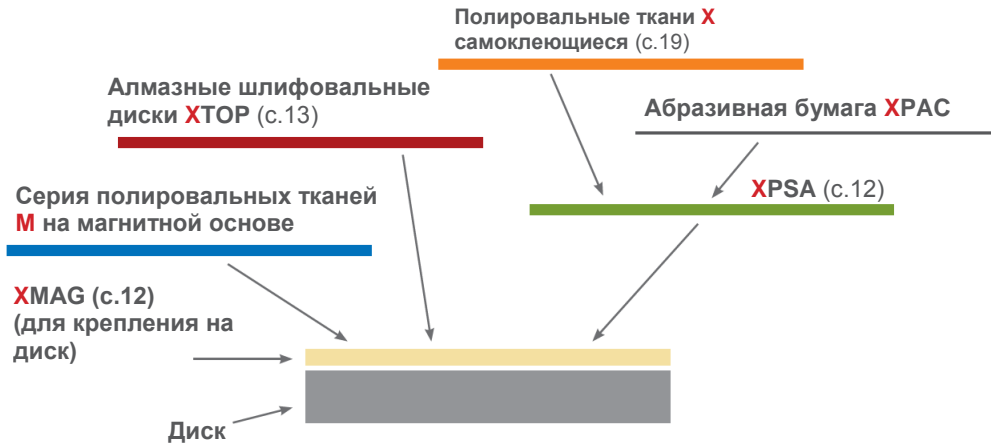 Полировальные ткани X
самоклеющиеся (с.19)
Алмазные шлифовальные
диски XTOP (с.13)
Абразивная бумага XPAC
XPSA (с.12)
Серия полировальных тканей
M на магнитной основе
XMAG (с.12)
(для крепления на
диск)
Диск